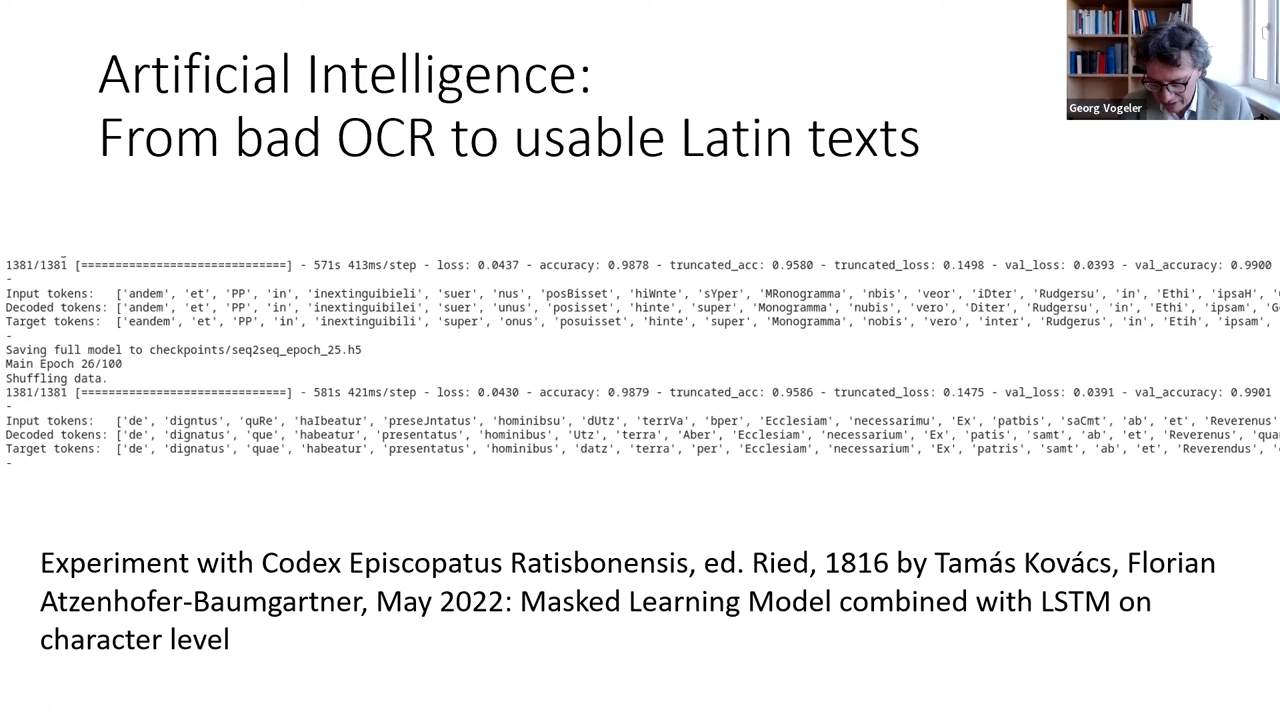 Artificial Intelligence:
From bad OCR to usable Latin texts
Georg Vogeler
1381/1381 [==============================] - 571s 413ms/step - loss: 0.0437 - accuracy: 0.9878 - truncated_acc: 0.9580 - truncated_loss: 0.1498 - val_loss: 0.0393 - val_accuracy: 0.9900
-
Input tokens:   ['andem', 'et', 'PP', 'in', 'inextinguibieli', 'suer', 'nus', 'posBisset', 'hiWnte', 'sYper', 'MRonogramma', 'nbis', 'veor', 'iDter', 'Rudgersu', 'in', 'Ethi', 'ipsaH',
Decoded tokens: ['andem', 'et', 'PP', 'in', 'inextinguibilei', 'suer', 'unus', 'posisset', 'hinte', 'super', 'Monogramma', 'nubis', 'vero', 'Diter', 'Rudgersu', 'in', 'Ethi', 'ipsam',
Target tokens:  ['eandem', 'et', 'PP', 'in', 'inextinguibili', 'super', 'onus', 'posuisset', 'hinte', 'super', 'Monogramma', 'nobis', 'vero', 'inter', 'Rudgerus', 'in', 'Etih', 'ipsam',
-
Saving full model to checkpoints/seq2seq_epoch_25.h5
Main Epoch 26/100
Shuffling data.
1381/1381 [==============================] - 581s 421ms/step - loss: 0.0430 - accuracy: 0.9879 - truncated_acc: 0.9586 - truncated_loss: 0.1475 - val_loss: 0.0391 - val_accuracy: 0.9901
-
Input tokens:   ['de', 'digntus', 'quRe', 'haIbeatur', 'preseJntatus', 'hominibsu', 'dUtz', 'terrVa', 'bper', 'Ecclesiam', 'necessarimu', 'Ex', 'patbis', 'saCmt', 'ab', 'et', 'Reverenus'
Decoded tokens: ['de', 'dignatus', 'que', 'habeatur', 'presentatus', 'hominibus', 'Utz', 'terra', 'Aber', 'Ecclesiam', 'necessarium', 'Ex', 'patis', 'samt', 'ab', 'et', 'Reverenus',
Target tokens:  ['de', 'dignatus', 'quae', 'habeatur', 'presentatus', 'hominibus', 'datz', 'terra', 'per', 'Ecclesiam', 'necessarium', 'Ex', 'patris', 'samt', 'ab', 'et', 'Reverendus',
-
Experiment with Codex Episcopatus Ratisbonensis, ed. Ried, 1816 by Tamás Kovács, Florian
Atzenhofer-Baumgartner, May 2022: Masked Learning Model combined with LSTM on
character level